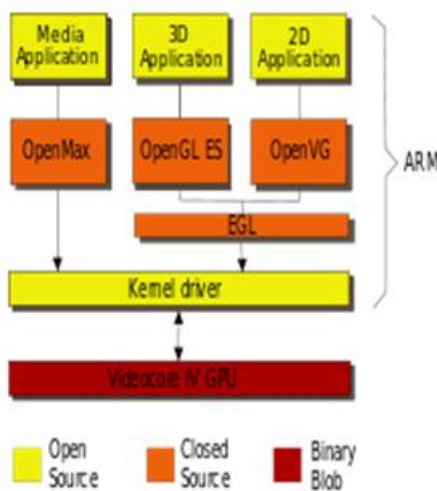 Media
Application
3D
Application
2D
Application
OpenMax
OpenGL ES
OpenVG
ARM
EGL
Kernel driver
Videocore IV GPU
Open
Source
Closed
Source
Binary
Blob